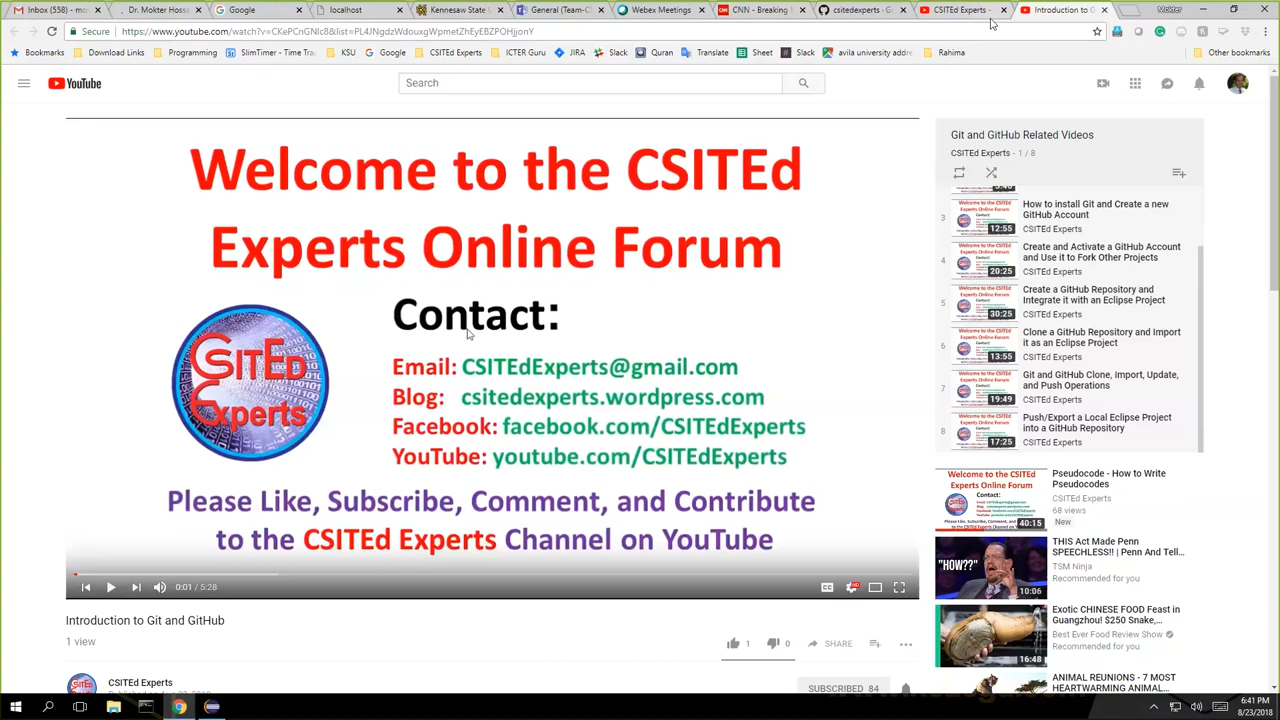 Inbox (558) - mo
Dr. Mokter Hossa
Google
localhost
Kennesaw State U
General (Team-C
Webex Meetings
CNN - Breaking
csitedexperts · G
CSITEd Experts -
Introduction to G
Secure
https://www.youtube.com/watch?v=CKePCnGNIc8&list=PL4JNgdzWdouxgWpmetZhEyEBZPOHjjonY
Bookmarks
Download Links
Programming
SlimTimer - Time Tra
KSU
Google
CSITEd Experts
ICTER Guru
JIRA
Slack
Quran
Translate
Sheet
Slack
avila university addre
Rahima
Other bookmarks
YouTube
Search
Welcome to the CSITEd
Experts Online Forum
Contact:
CSITEd
Experts
Email: CSITEdExperts@gmail.com
Blog: csitedexperts.wordpress.com
Facebook: facebook.com/CSITEdExperts
YouTube: youtube.com/CSITEdExperts
Please Like, Subscribe, Comment, and Contribute
to the CSITEd Experts Channel on YouTube
0:01 / 5:28
HD
Introduction to Git and GitHub
1 view
1
0
SHARE
CSITEd Experts
SUBSCRIBED 84
Git and GitHub Related Videos
CSITEd Experts - 1 / 8
3
12:55
How to install Git and Create a new
GitHub Account
CSITEd Experts
4
20:25
Create and Activate a GitHub Account
and Use it to Fork Other Projects
CSITEd Experts
5
30:25
Create a GitHub Repository and
Integrate it with an Eclipse Project
CSITEd Experts
6
13:55
Clone a GitHub Repository and Import
it as an Eclipse Project
CSITEd Experts
7
19:49
Git and GitHub Clone, Import, Update,
and Push Operations
CSITEd Experts
8
17:25
Push/Export a Local Eclipse Project
into a GitHub Repository
CSITEd Experts
40:15
Pseudocode - How to Write
Pseudocodes
CSITEd Experts
68 views
New
"HOW??"
10:06
THIS Act Made Penn
SPEECHLESS!! | Penn And Tell...
TSM Ninja
Recommended for you
16:48
Exotic CHINESE FOOD Feast in
Guangzhou! $250 Snake,...
Best Ever Food Review Show
Recommended for you
ANIMAL REUNIONS - 7 MOST
HEARTWARMING ANIMAL
6:41 PM
8/23/2018